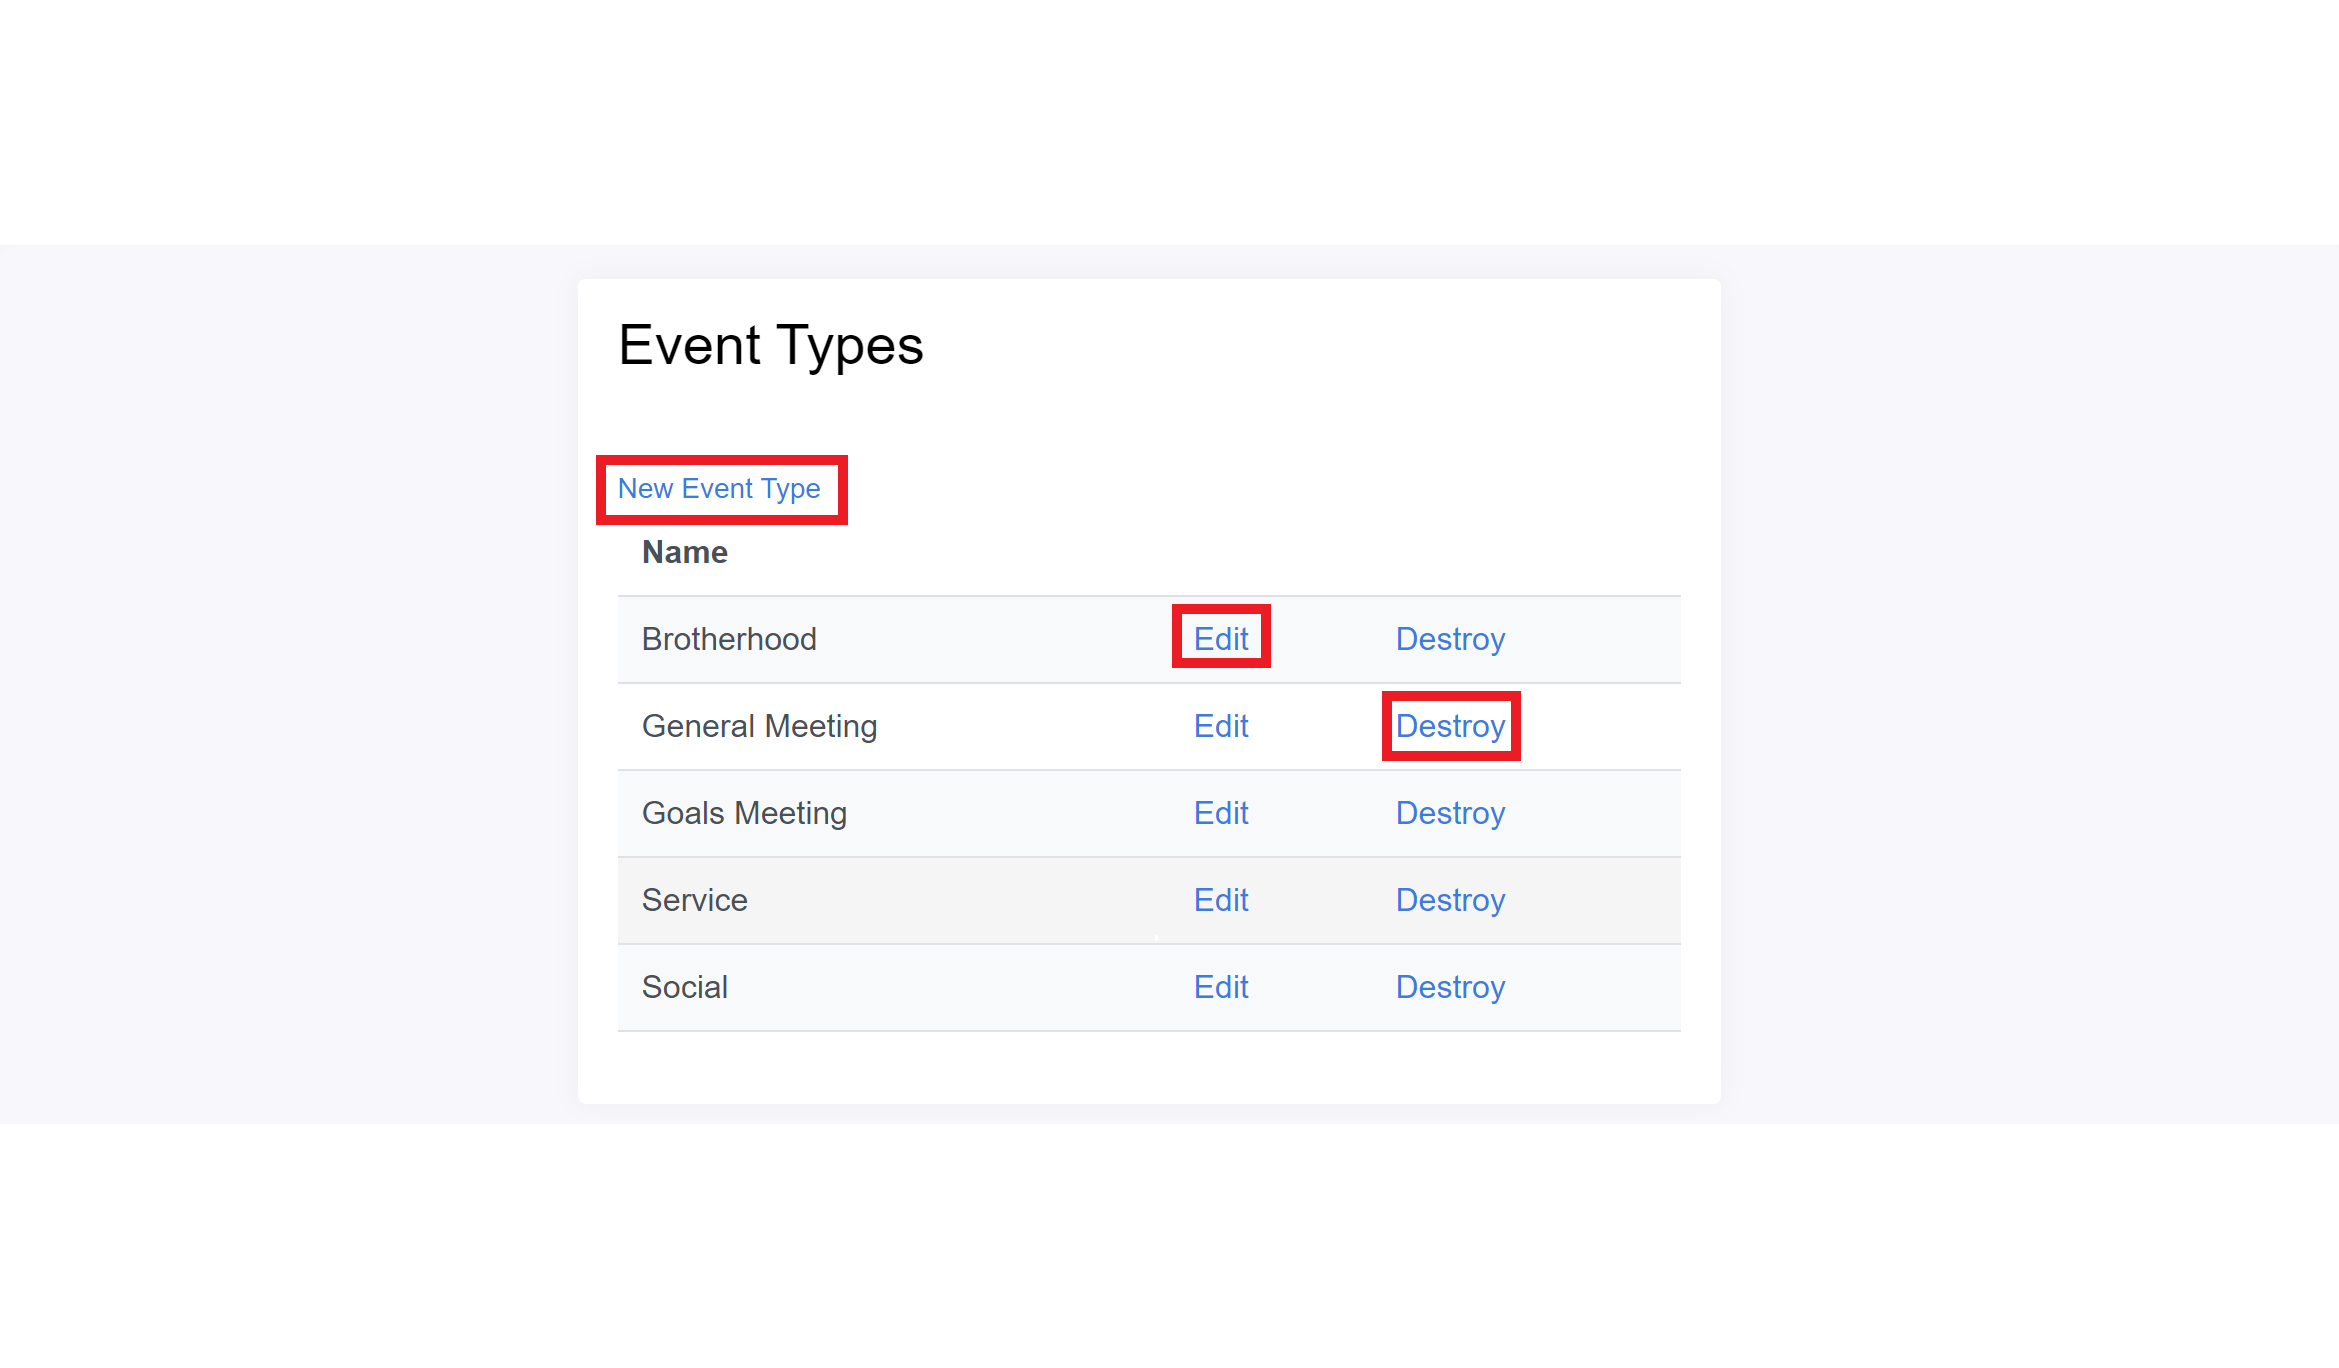 Event Types
New Event Type
Name
Brotherhood Edit Destroy
General Meeting Edit Destroy
Goals Meeting Edit Destroy
Service Edit Destroy
Social Edit Destroy